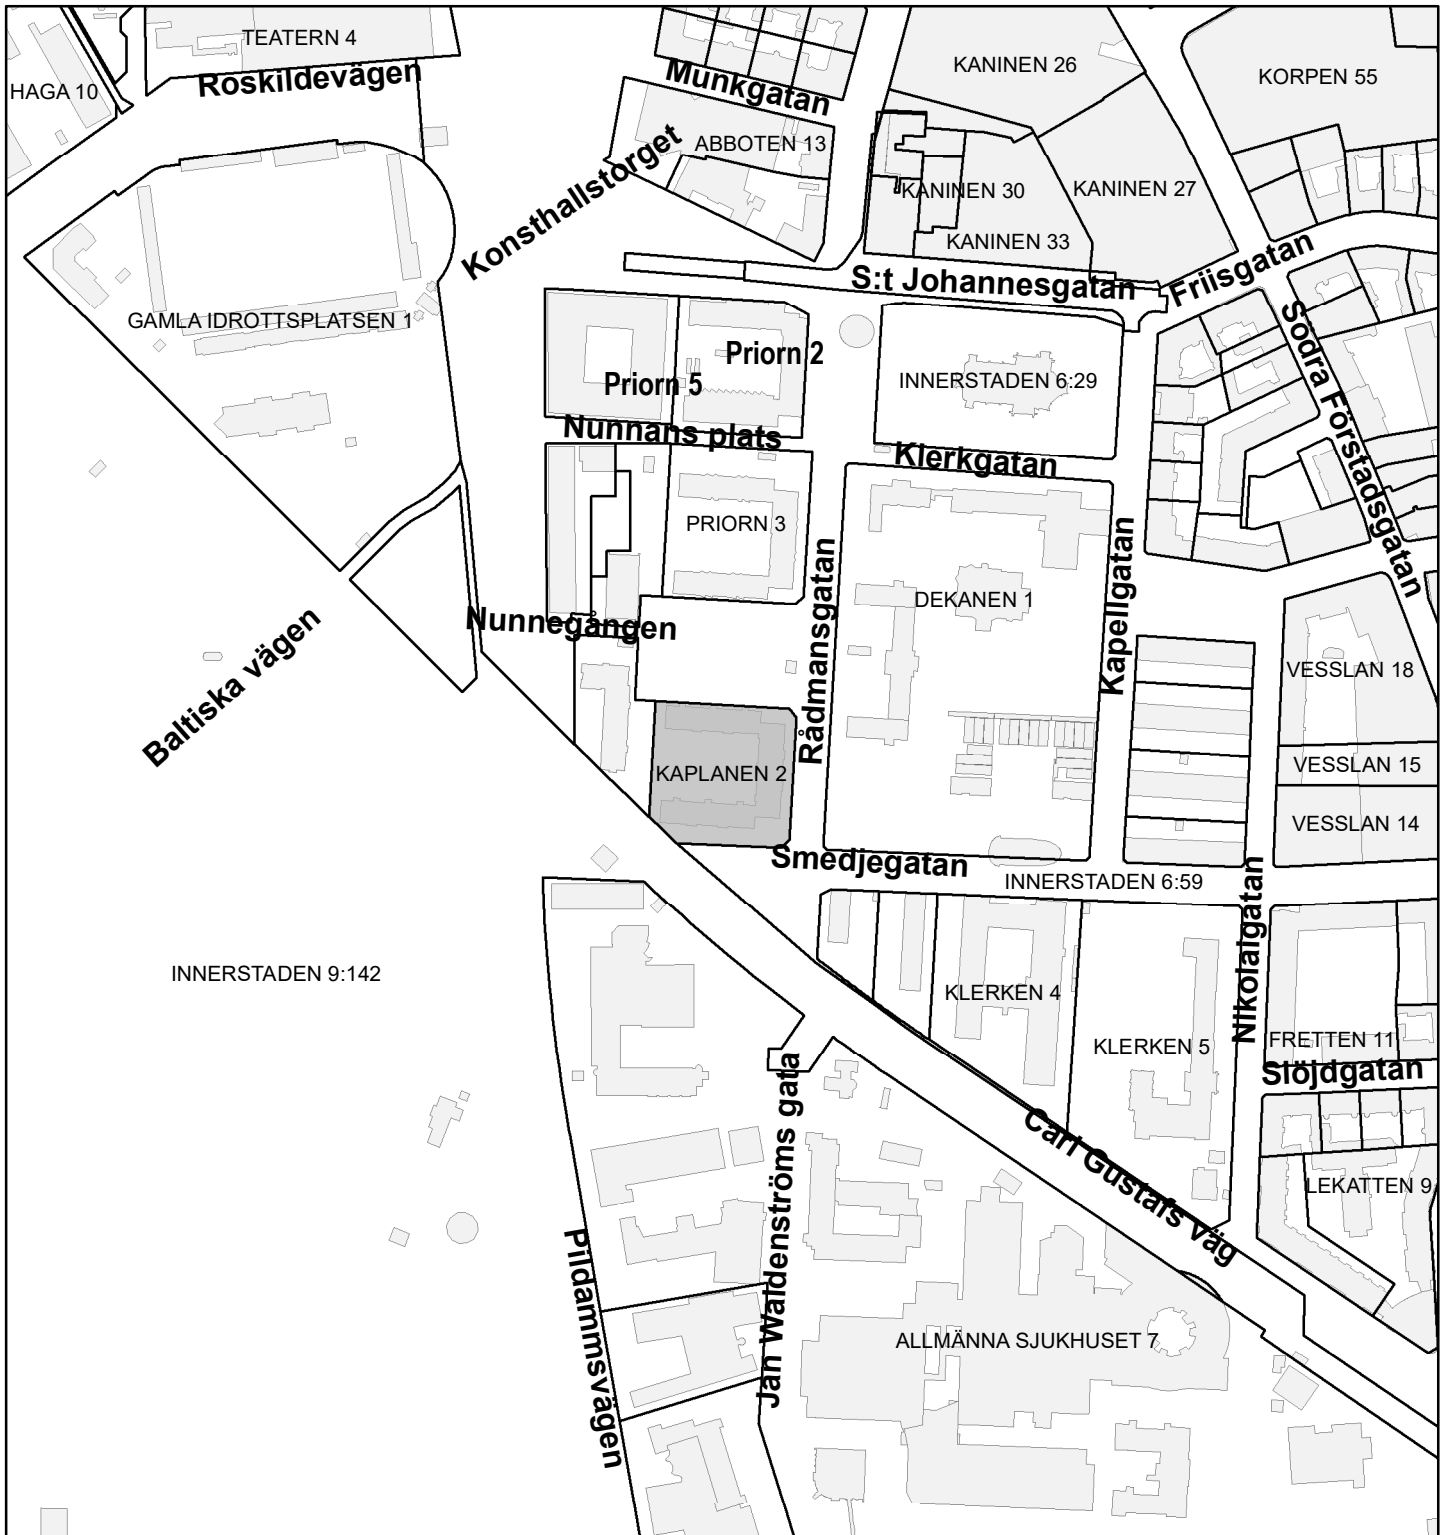 TEATERN 4
HAGA 10
Roskildevägen
Munkgatan
KANINEN 26
KORPEN 55
ABBOTEN 13
Konsthallstorget
KANINEN 30
KANINEN 27
KANINEN 33
Friisgatan
S:t Johannesgatan
GAMLA IDROTTSPLATSEN 1
Priorn 2
Priorn 5
INNERSTADEN 6:29
Södra Förstadsgatan
Nunnans plats
Klerkgatan
PRIORN 3
Rådmansgatan
Kapellgatan
DEKANEN 1
Nunnegången
Baltiska vägen
VESSLAN 18
KAPLANEN 2
VESSLAN 15
VESSLAN 14
Smedjegatan
INNERSTADEN 6:59
Nikolaigatan
INNERSTADEN 9:142
KLERKEN 4
KLERKEN 5
FRETTEN 11
Slöjdgatan
Jan Waldenströms gata
Carl Gustafs väg
LEKATTEN 9
Pildammsvägen
ALLMÄNNA SJUKHUSET 7